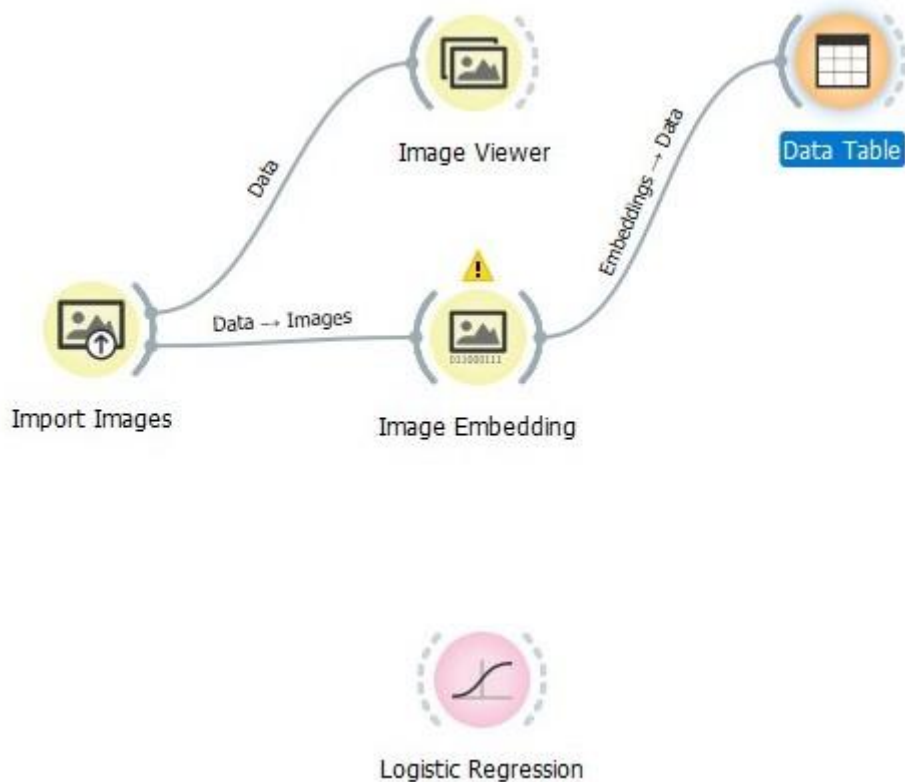 Image Viewer
Data Table
Data
Embeddings → Data
Data → Images
Import Images
Image Embedding
Logistic Regression